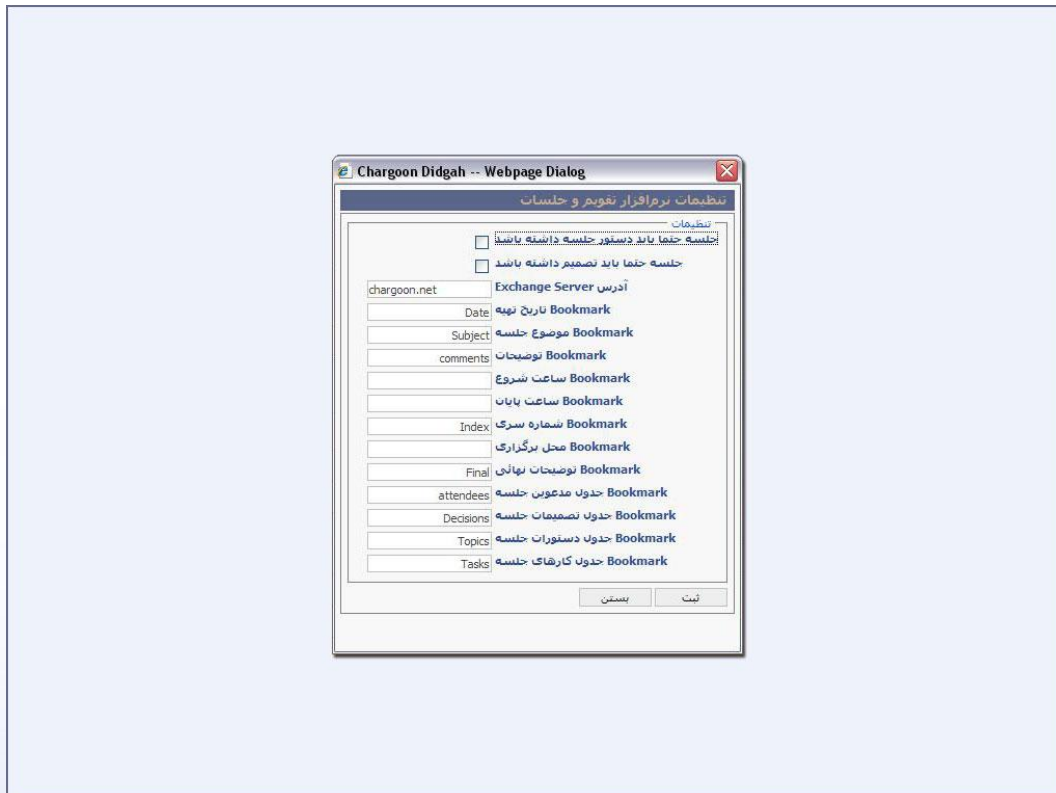 Chargoon Didgah -- Webpage Dialog
تنظیمات نرم‌افزار تقویم و جلسات
تنظیمات
جلسه حتما باید دستور جلسه داشته باشد
جلسه حتما باید تصمیم داشته باشد
آدرس Exchange Server chargoon.net
Bookmark تاریخ تهیه Date
Bookmark موضوع جلسه Subject
Bookmark توضیحات comments
Bookmark ساعت شروع
Bookmark ساعت پایان
Bookmark شماره سری Index
Bookmark محل برگزاری
Bookmark توضیحات نهائی Final
Bookmark جدول مدعوین جلسه attendees
Bookmark جدول تصمیمات جلسه Decisions
Bookmark جدول دستورات جلسه Topics
Bookmark جدول کارهای جلسه Tasks
ثبت بستن